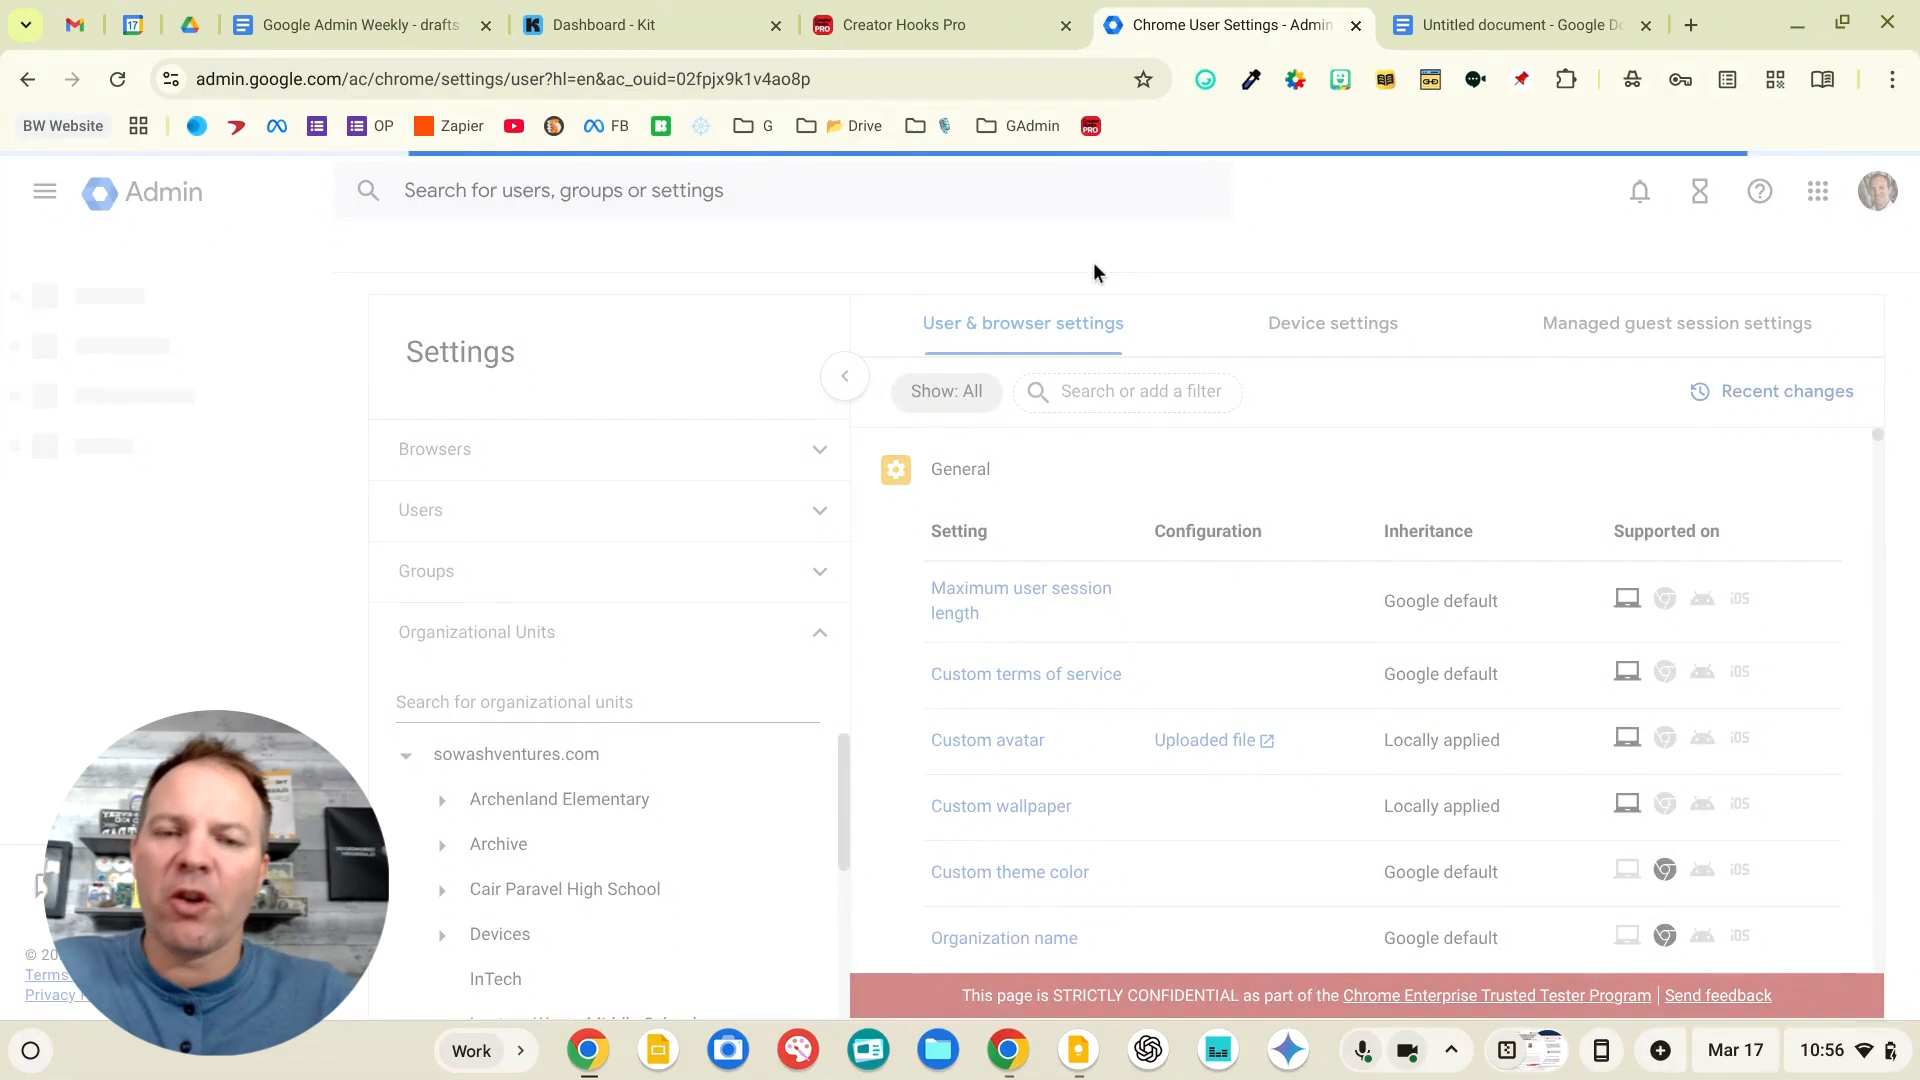 17
Google Admin Weekly - drafts
Dashboard - Kit
Creator Hooks Pro
Chrome User Settings - Admin
Untitled document - Google Do
admin.google.com/ac/chrome/settings/user?hl=en&ac_ouid=02fpjx9k1v4ao8p
BW Website
OP
Zapier
FB
G
Drive
GAdmin
Admin
Search for users, groups or settings
Settings
User & browser settings
Device settings
Managed guest session settings
Show: All
Search or add a filter
Recent changes
Browsers
Users
Groups
Organizational Units
Search for organizational units
sowashventures.com
Archenland Elementary
Archive
Cair Paravel High School
Devices
InTech
General
Setting
Configuration
Inheritance
Supported on
Maximum user session
length
Google default
iOS
Custom terms of service
Google default
iOS
Custom avatar
Uploaded file
Locally applied
iOS
Custom wallpaper
Locally applied
iOS
Custom theme color
Google default
iOS
Organization name
Google default
iOS
This page is STRICTLY CONFIDENTIAL as part of the Chrome Enterprise Trusted Tester Program
Send feedback
© 20
Terms
Privacy
Work
Mar 17
10:56